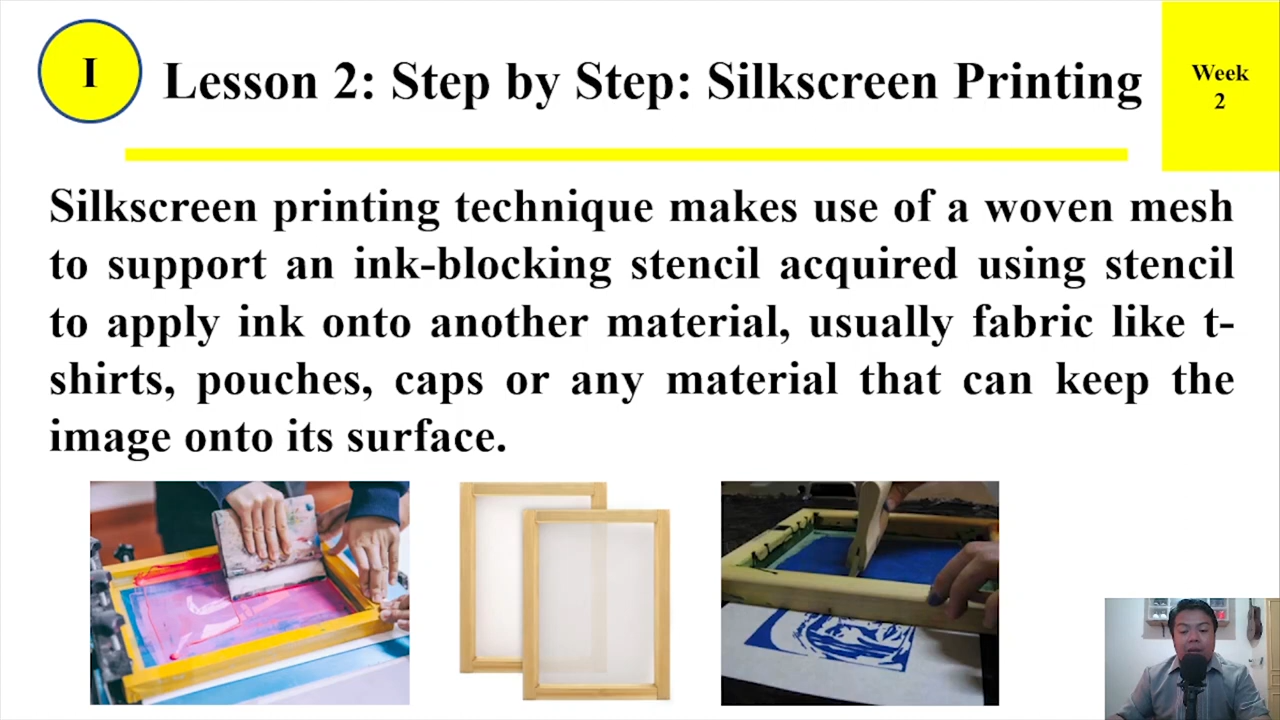 I
Lesson 2: Step by Step: Silkscreen Printing
Week
2
Silkscreen printing technique makes use of a woven mesh
to support an ink-blocking stencil acquired using stencil
to apply ink onto another material, usually fabric like t-
shirts, pouches, caps or any material that can keep the
image onto its surface.